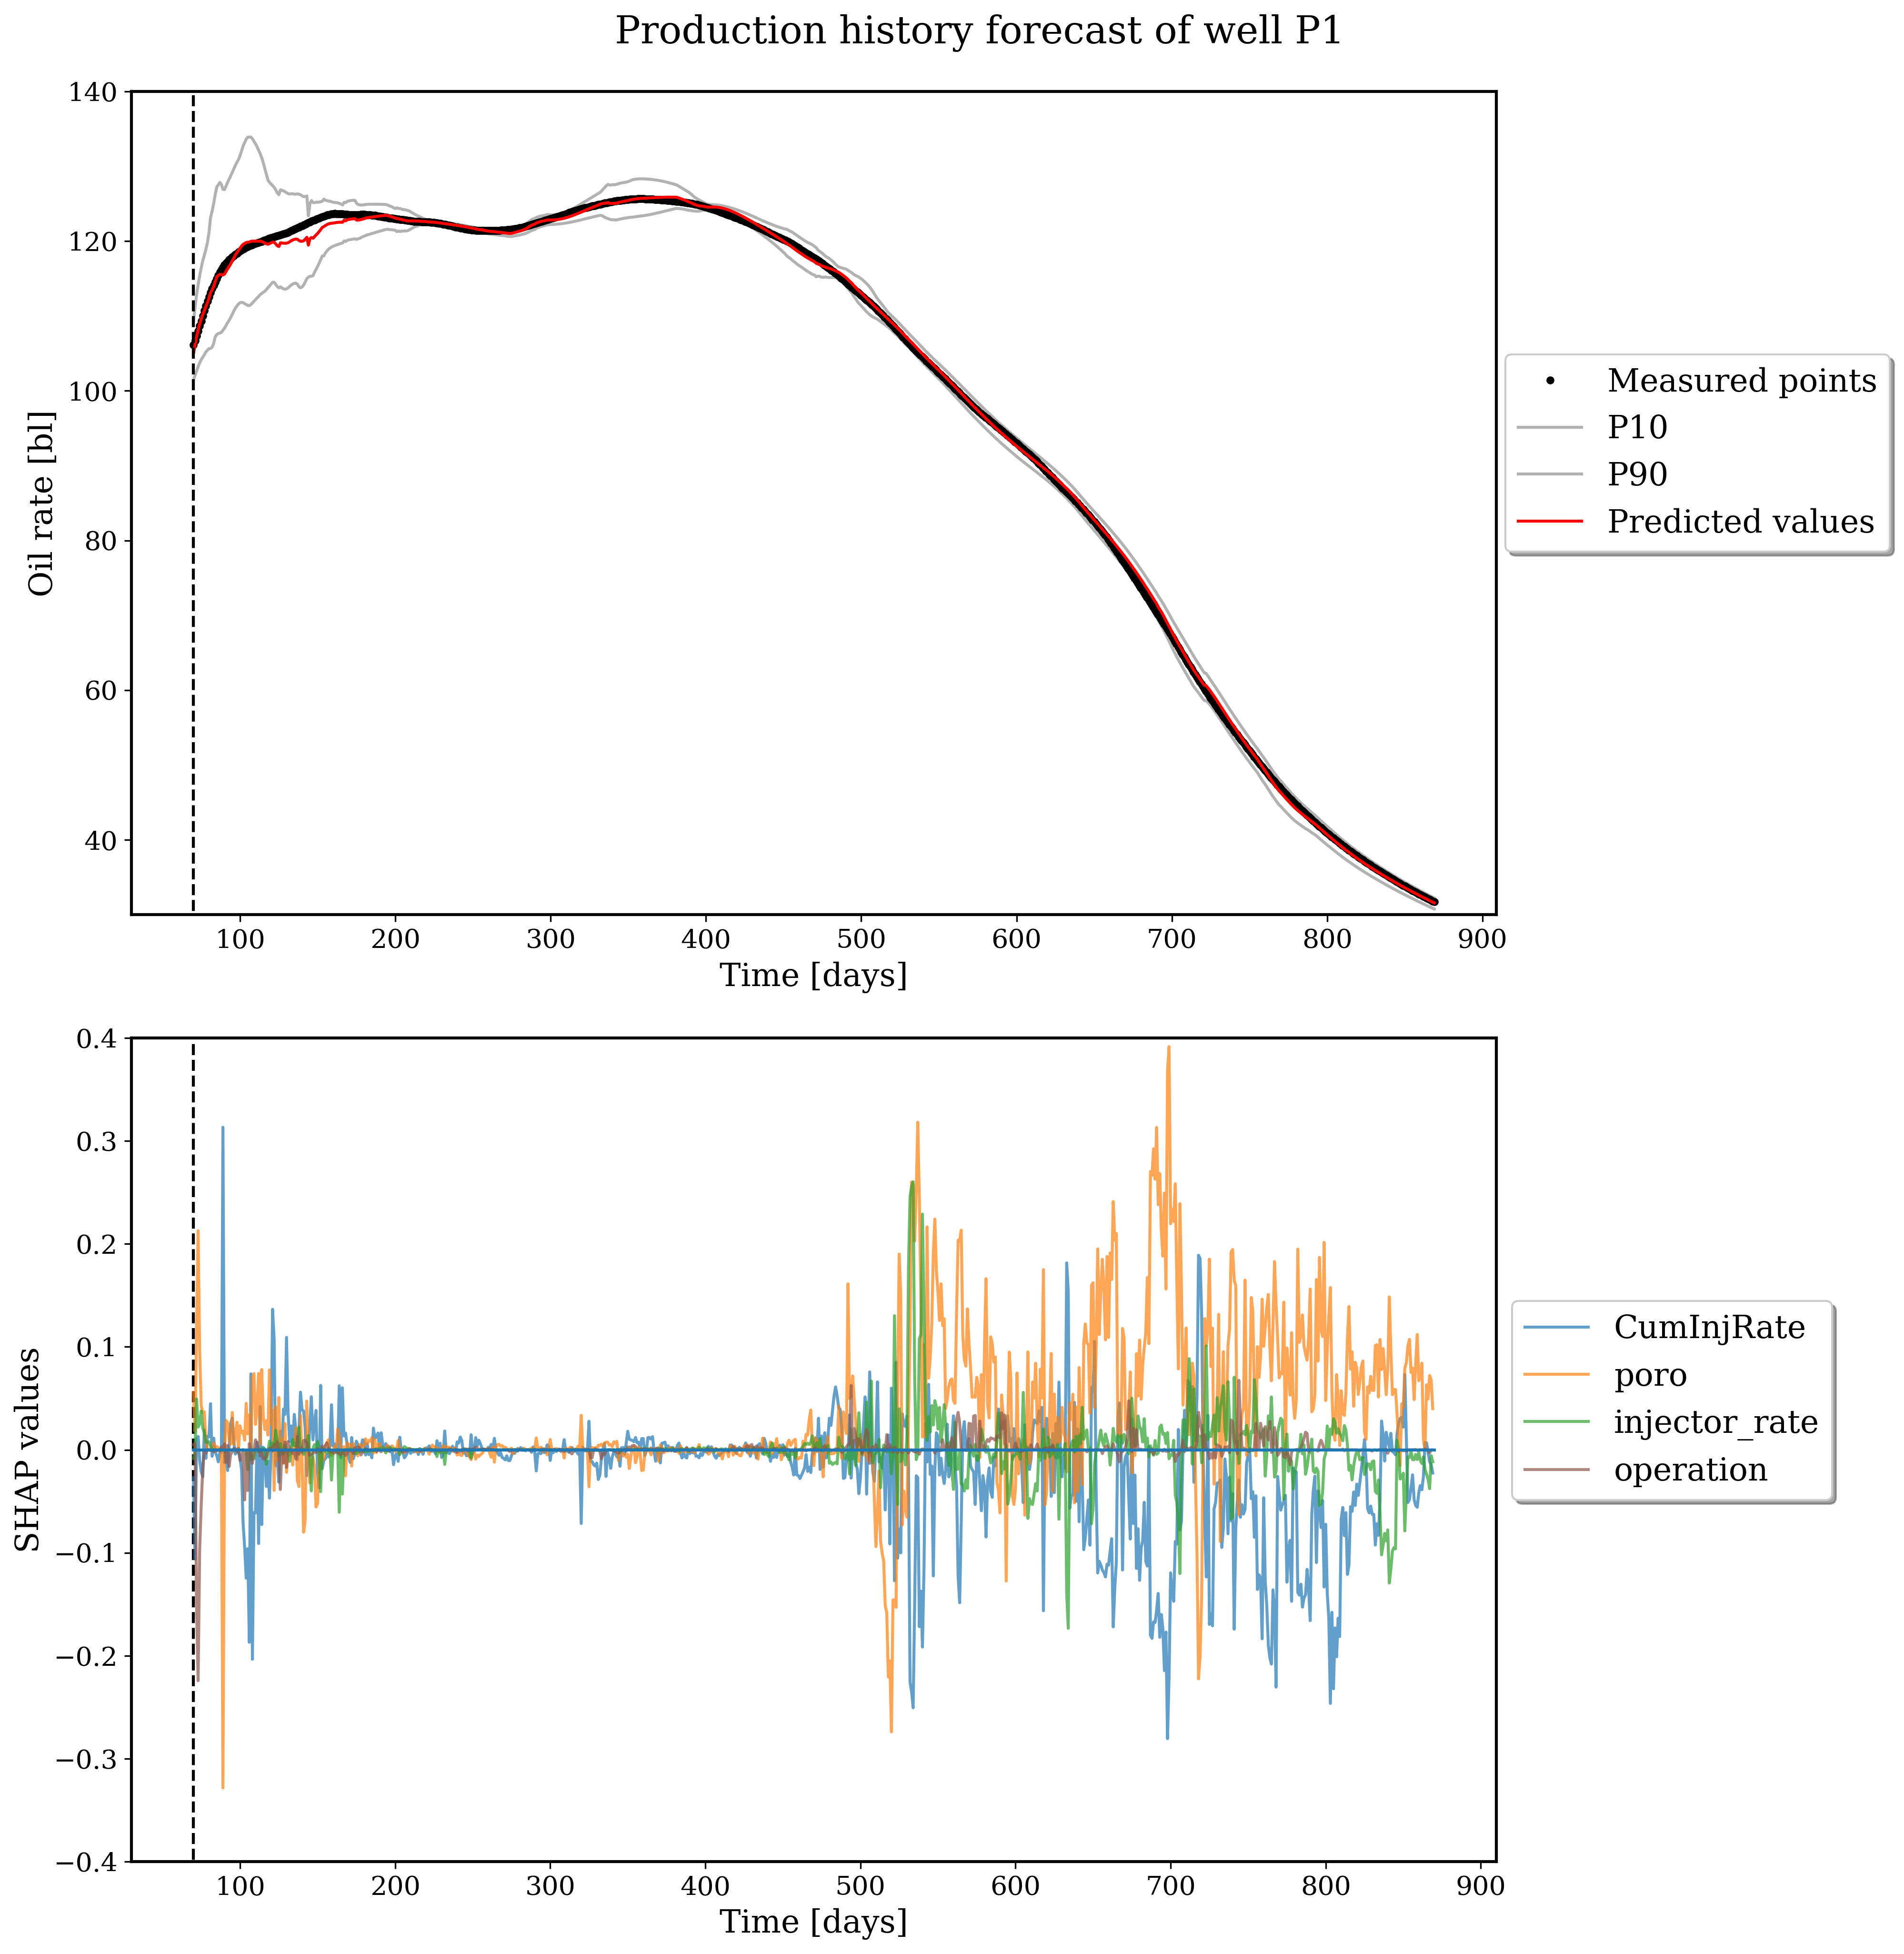 Production history forecast of well P1
140
120
100
80
60
40
Oil rate [bl]
100 200 300 400 500 600 700 800 900
Time [days]
Measured points
P10
P90
Predicted values
0.4
0.3
0.2
0.1
0.0
−0.1
−0.2
−0.3
−0.4
SHAP values
100 200 300 400 500 600 700 800 900
Time [days]
CumInjRate
poro
injector_rate
operation